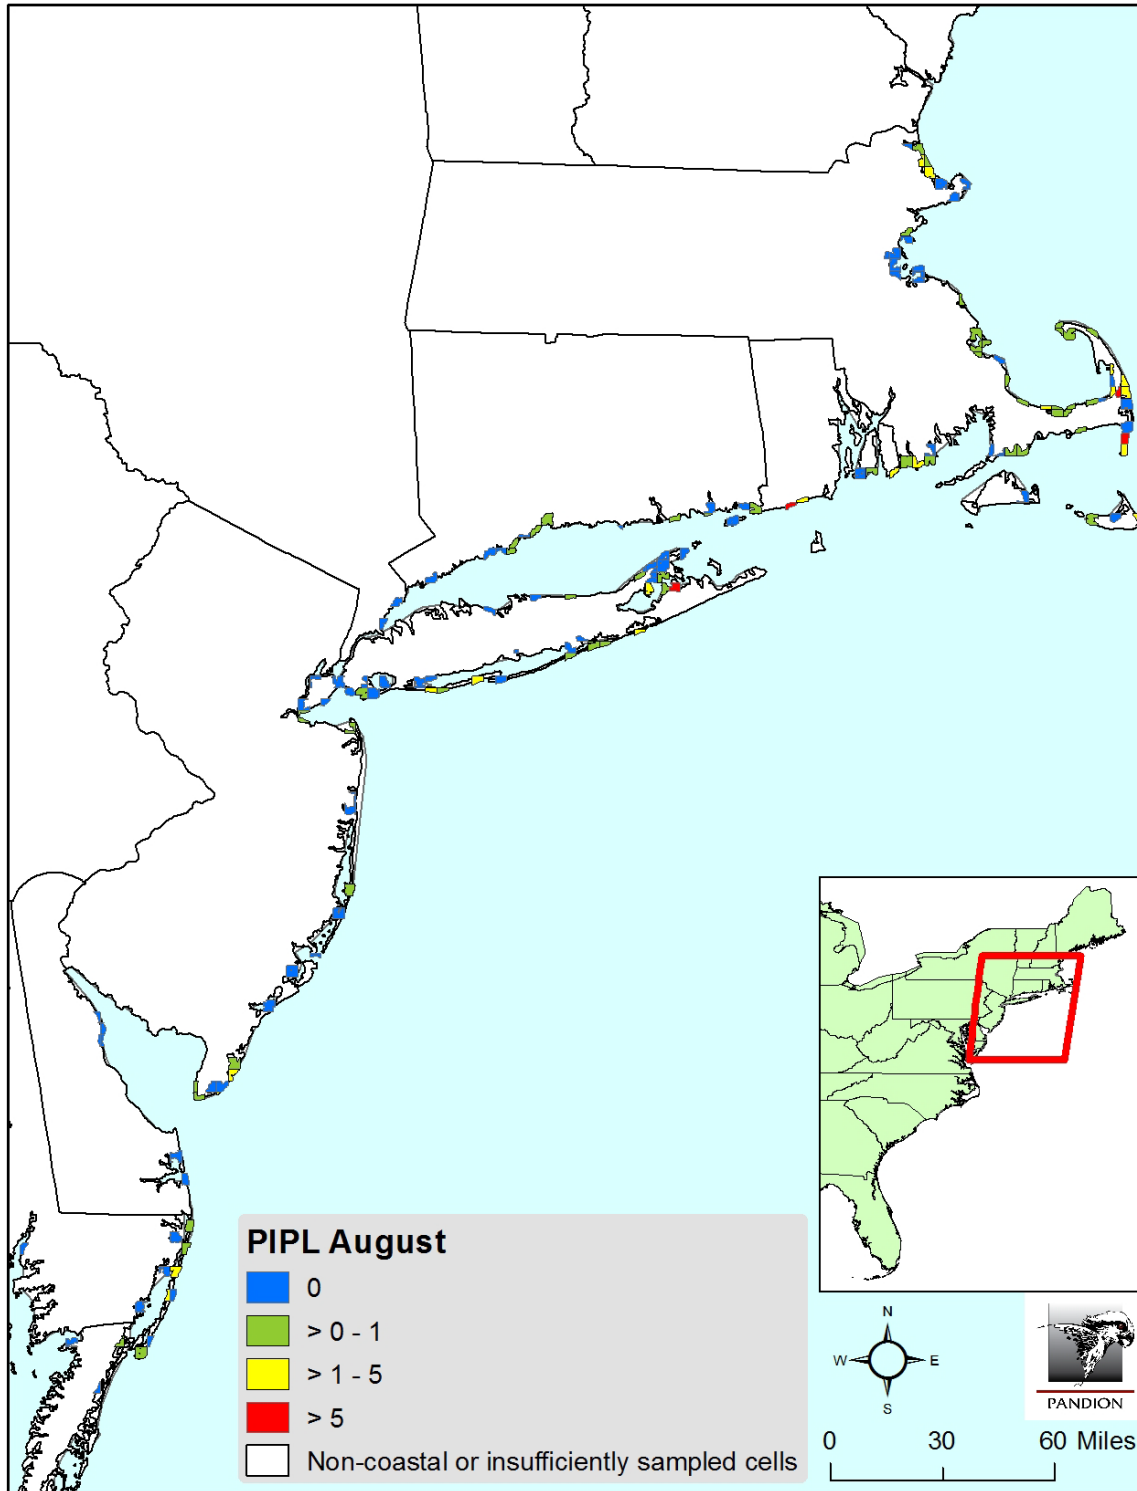 PIPL August
0
> 0 - 1
> 1 - 5
> 5
Non-coastal or insufficiently sampled cells
N
W E
S
PANDION
0 30 60 Miles